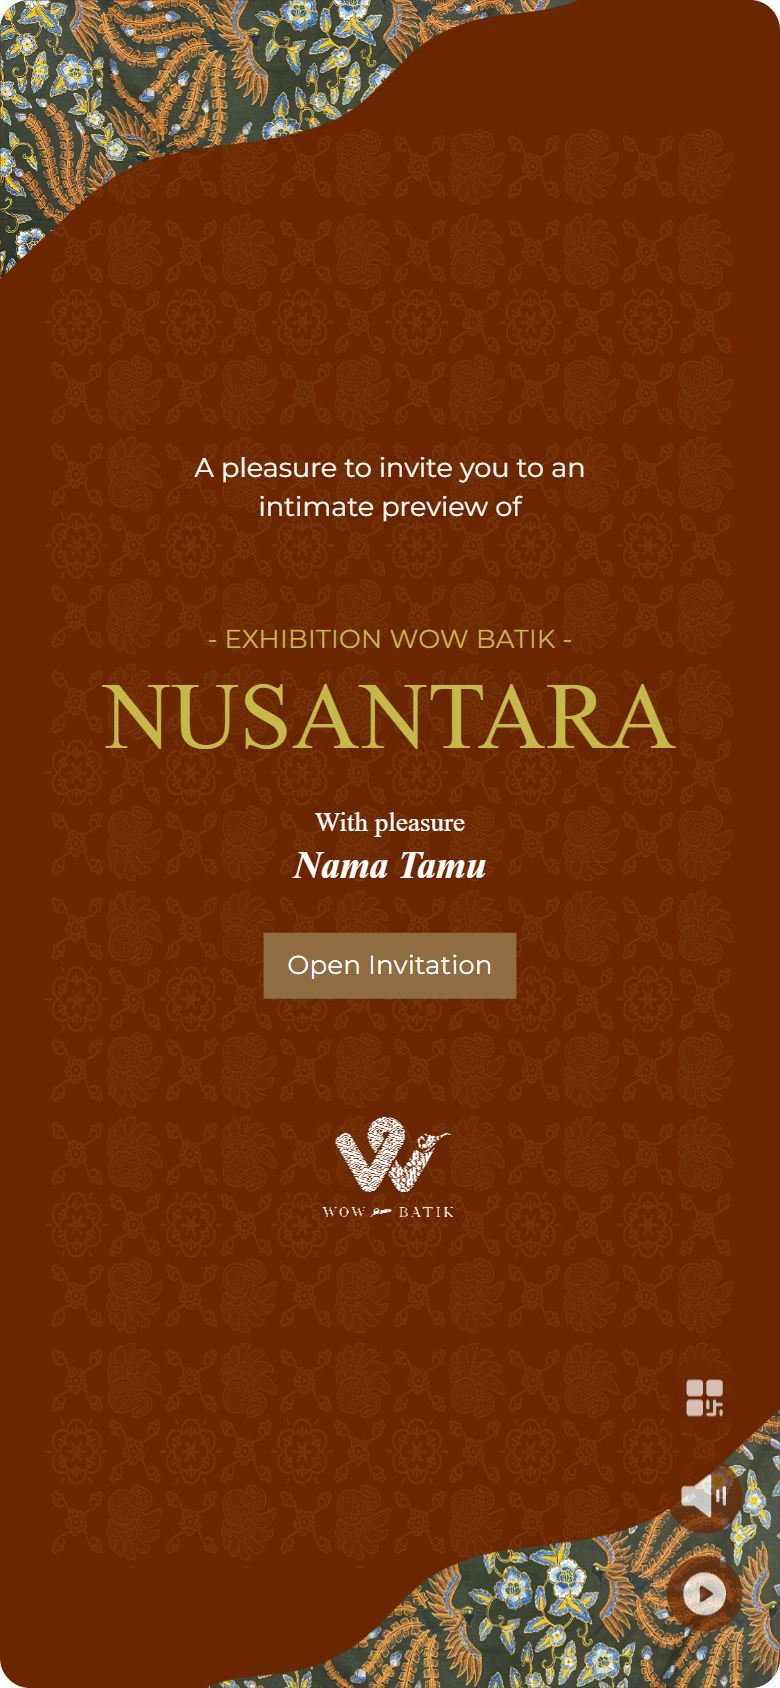 A pleasure to invite you to an
intimate preview of
- EXHIBITION WOW BATIK -
NUSANTARA
With pleasure
Nama Tamu
Open Invitation
WOW BATIK